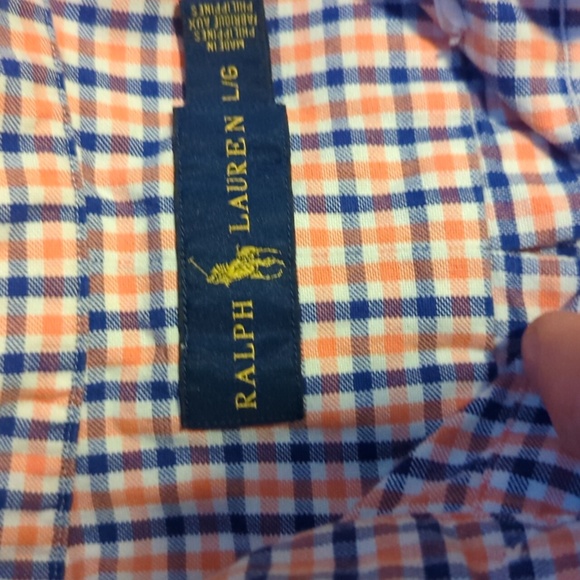 RALPH LAUREN
L/G
MADE IN
PHILIPPINES
FABRIQUÉ AUX
PHILIPPINES